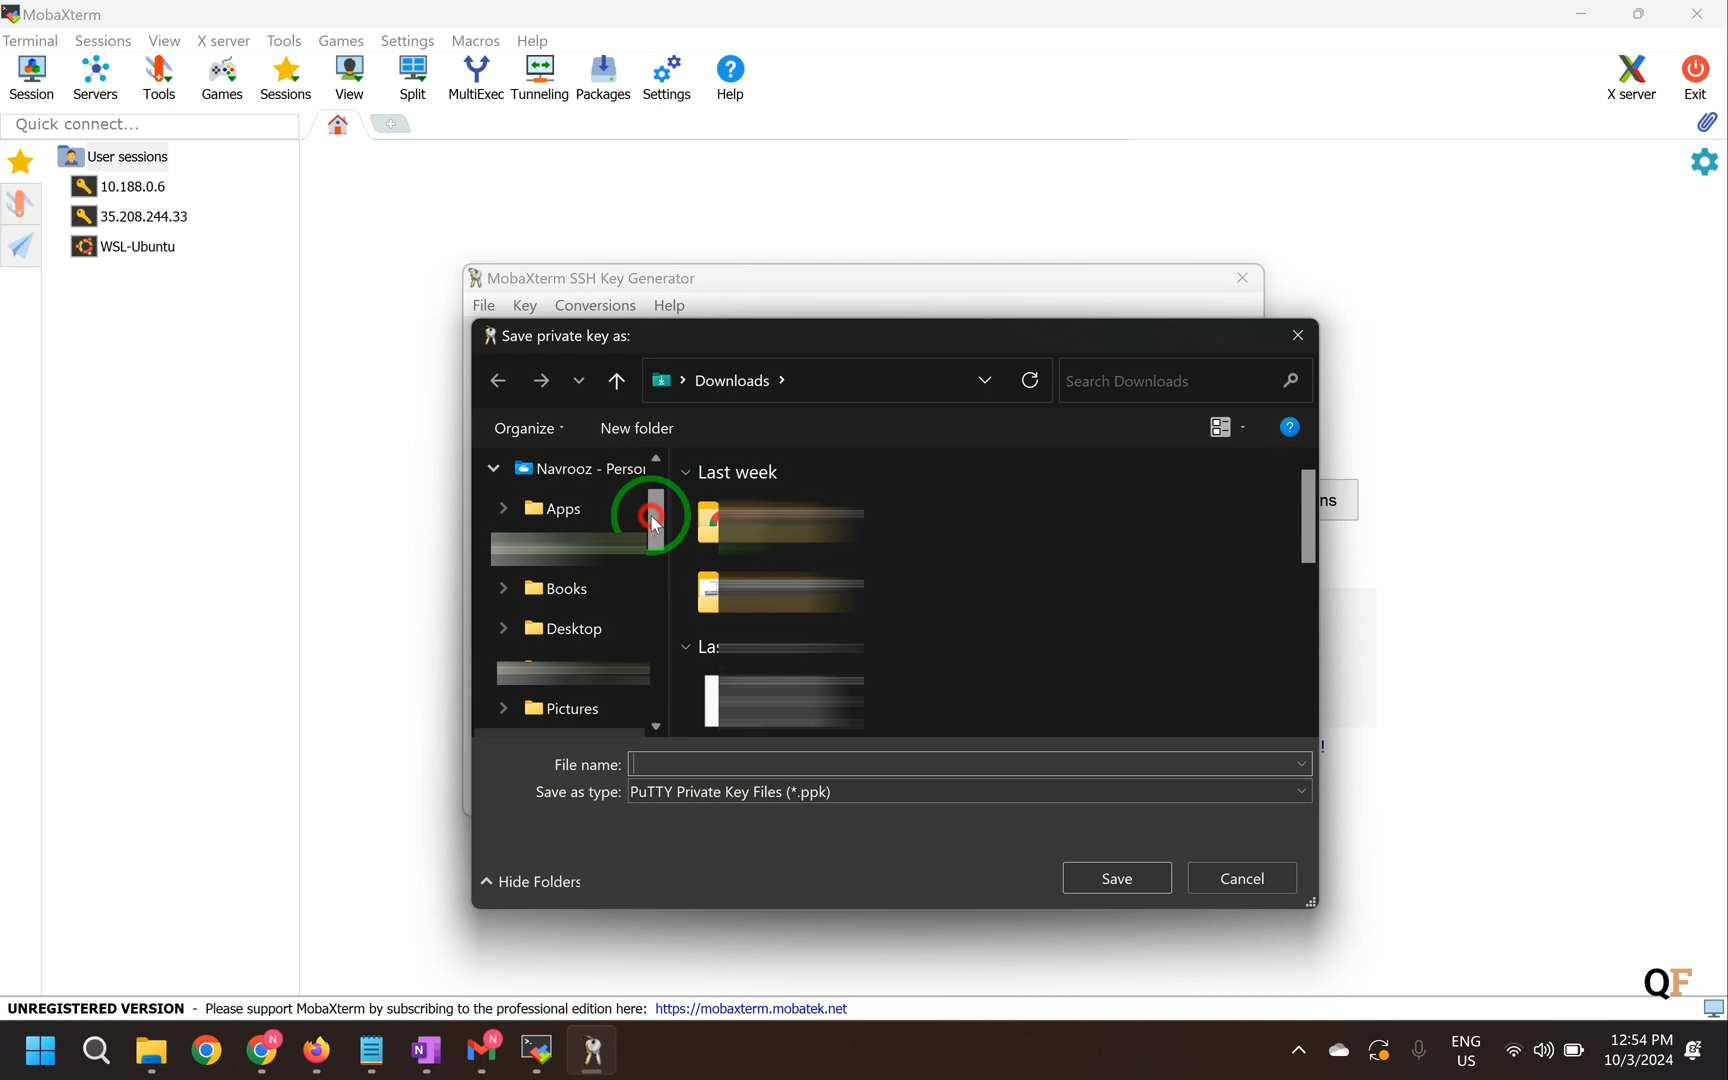 MobaXterm
Terminal Sessions View X server Tools Games Settings Macros Help
Session Servers Tools Games Sessions View Split MultiExec Tunneling Packages Settings Help X server Exit
Quick connect...
User sessions
10.188.0.6
35.208.244.33
WSL-Ubuntu
MobaXterm SSH Key Generator
File Key Conversions Help
Save private key as:
Downloads
Search Downloads
Organize New folder
Navrooz - Person
Apps
Books
Desktop
Pictures
Last week
ns
File name:
!
Save as type: PuTTY Private Key Files (*.ppk)
Hide Folders
Save Cancel
QF
UNREGISTERED VERSION - Please support MobaXterm by subscribing to the professional edition here: https://mobaxterm.mobatek.net
N
N
ENG
US
12:54 PM
10/3/2024